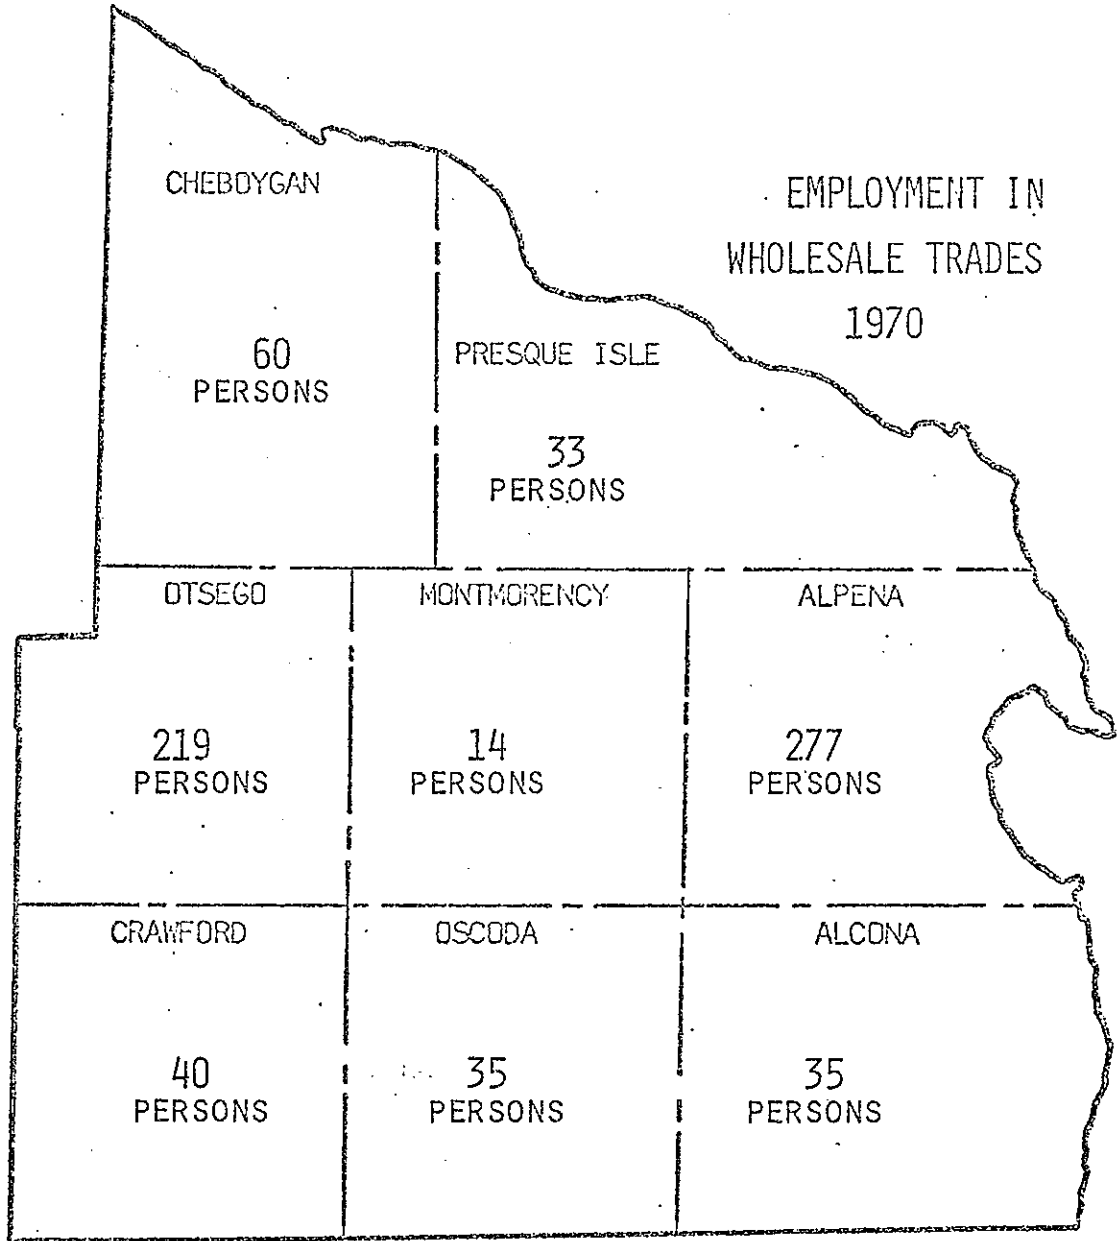 CHEBOYGAN
EMPLOYMENT IN
WHOLESALE TRADES
1970
60
PERSONS
PRESQUE ISLE
33
PERSONS
OTSEGO
MONTMORENCY
ALPENA
219
PERSONS
14
PERSONS
277
PERSONS
CRAWFORD
OSCODA
ALCONA
40
PERSONS
35
PERSONS
35
PERSONS